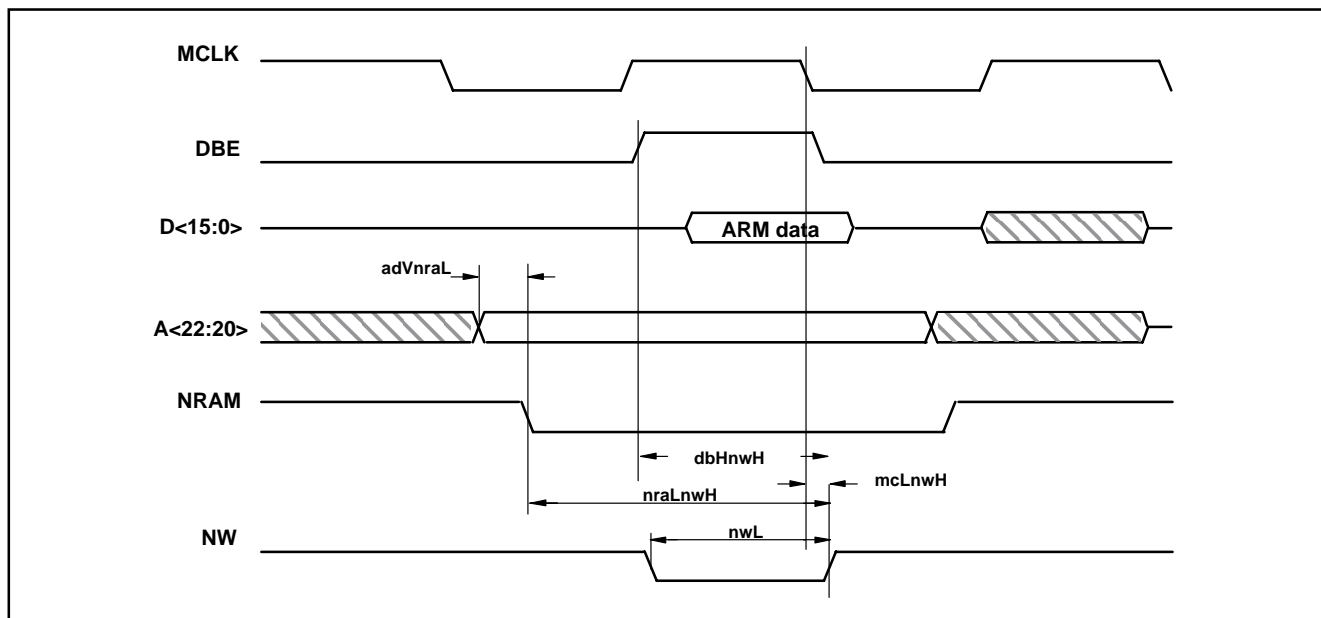 MCLK
DBE
D<15:0>
ARM data
adVnraL
A<22:20>
NRAM
dbHnwH
mcLnwH
nraLnwH
nwL
NW